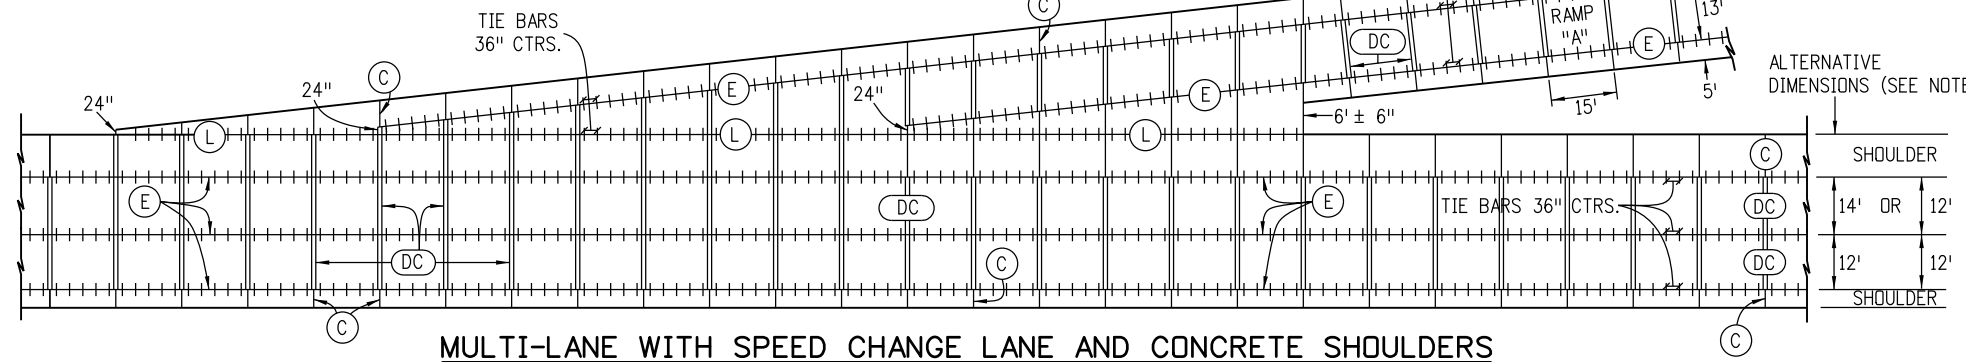 C
TIE BARS
36" CTRS.
RAMP
"A"
13'
DC
E
ALTERNATIVE
DIMENSIONS (SEE NOTE
C
24"
24"
E
24"
E
15'
5'
L
L
L
6' ± 6"
C
SHOULDER
E
DC
E
TIE BARS 36" CTRS.
DC
14' OR 12'
DC
C
DC
12' 12'
SHOULDER
C
C
MULTI-LANE WITH SPEED CHANGE LANE AND CONCRETE SHOULDERS